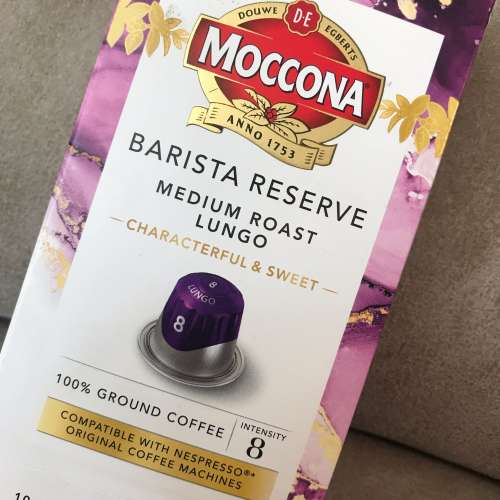 DOUWE D·E EGBERTS
MOCCONA®
ANNO 1753
BARISTA RESERVE
MEDIUM ROAST
LUNGO
CHARACTERFUL & SWEET
8
LUNGO
8
100% GROUND COFFEE
INTENSITY
8
COMPATIBLE WITH NESPRESSO®*
ORIGINAL COFFEE MACHINES
10